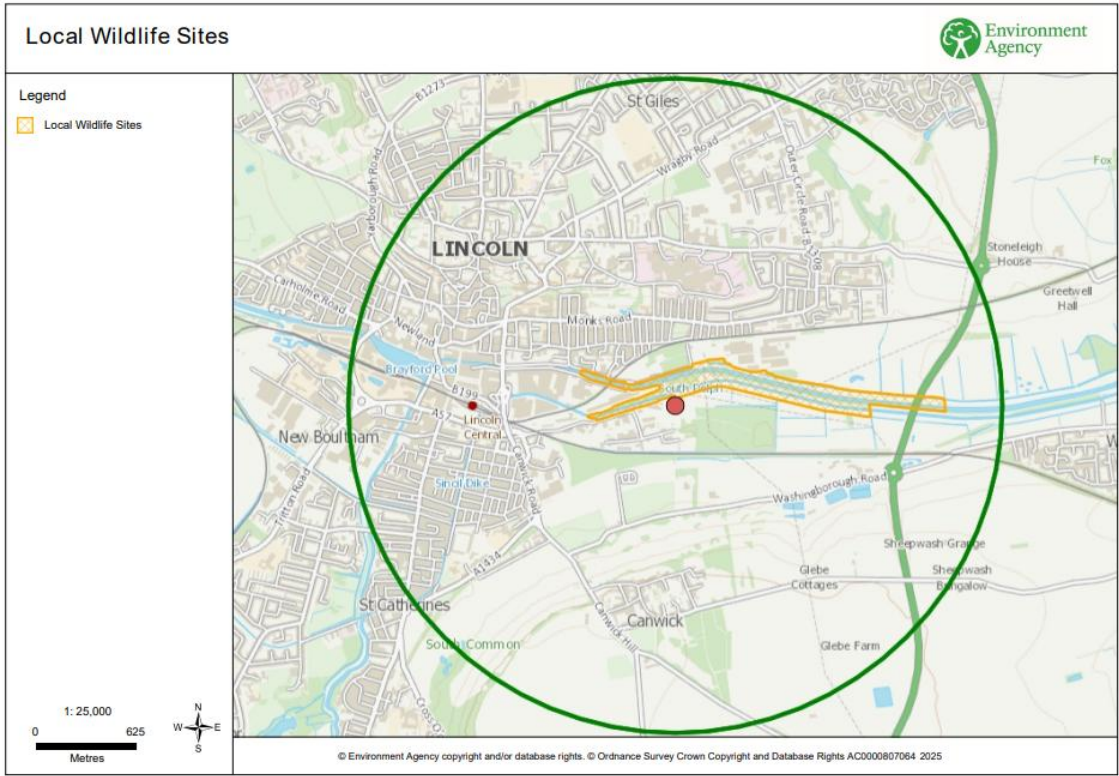 Local Wildlife Sites
Environment
Agency
Legend
Local Wildlife Sites
B1273
St Giles
Yarborough Road
Wragby Road
Outer Circle Road B1308
Fox
LINCOLN
Stoneleigh
House
Carholme Road
Greetwell
Hall
Newland
Monks Road
Brayford Pool
South Delph
B199
A57
Lincoln
Central
New Boultham
Canwick Road
Sincil Dike
Tritton Road
Washingborough Road
A1434
Sheepwash Grange
Glebe
Cottages
Sheepwash
Bungalow
St Catherines
Canwick
Canwick Hill
South Common
Glebe Farm
Cross O
1: 25,000
0
625
Metres
N
W
E
S
© Environment Agency copyright and/or database rights. © Ordnance Survey Crown Copyright and Database Rights AC0000807064 2025